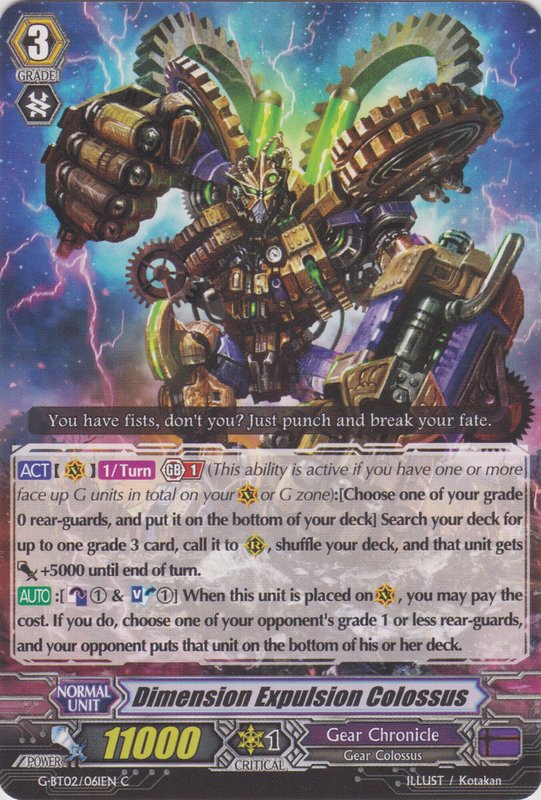 3
GRADE
You have fists, don't you? Just punch and break your fate.
ACT [ V ] 1/Turn GB 1 (This ability is active if you have one or more
face up G units in total on your V or G zone):[Choose one of your grade
0 rear-guards, and put it on the bottom of your deck] Search your deck for
up to one grade 3 card, call it to R , shuffle your deck, and that unit gets
+5000 until end of turn.
AUTO :[ ① & V ①] When this unit is placed on V , you may pay the
cost. If you do, choose one of your opponent's grade 1 or less rear-guards,
and your opponent puts that unit on the bottom of his or her deck.
NORMAL
UNIT
Dimension Expulsion Colossus
POWER 11000
1
CRITICAL
Gear Chronicle
Gear Colossus
G-BT02/061EN C
ILLUST / Kotakan